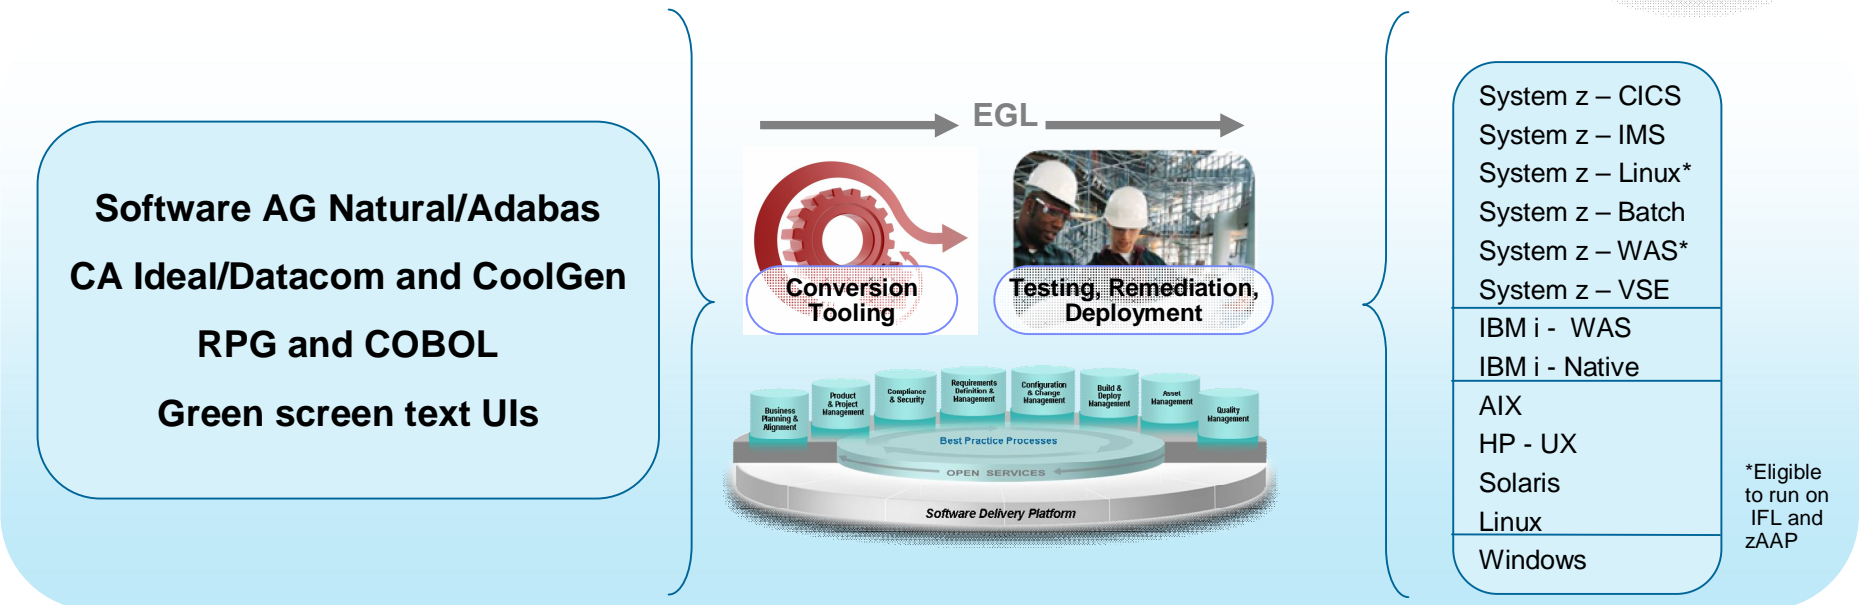 Software AG Natural/Adabas
CA Ideal/Datacom and CoolGen
RPG and COBOL
Green screen text UIs
EGL
Conversion
Tooling
Testing, Remediation,
Deployment
Business
Planning &
Alignment
Product
& Project
Management
Compliance
& Security
Requirements
Definition &
Management
Configuration
& Change
Management
Build &
Deploy
Management
Asset
Management
Quality
Management
Best Practice Processes
OPEN SERVICES
Software Delivery Platform
System z – CICS
System z – IMS
System z – Linux*
System z – Batch
System z – WAS*
System z – VSE
IBM i - WAS
IBM i - Native
AIX
HP - UX
Solaris
Linux
Windows
*Eligible
to run on
IFL and
zAAP